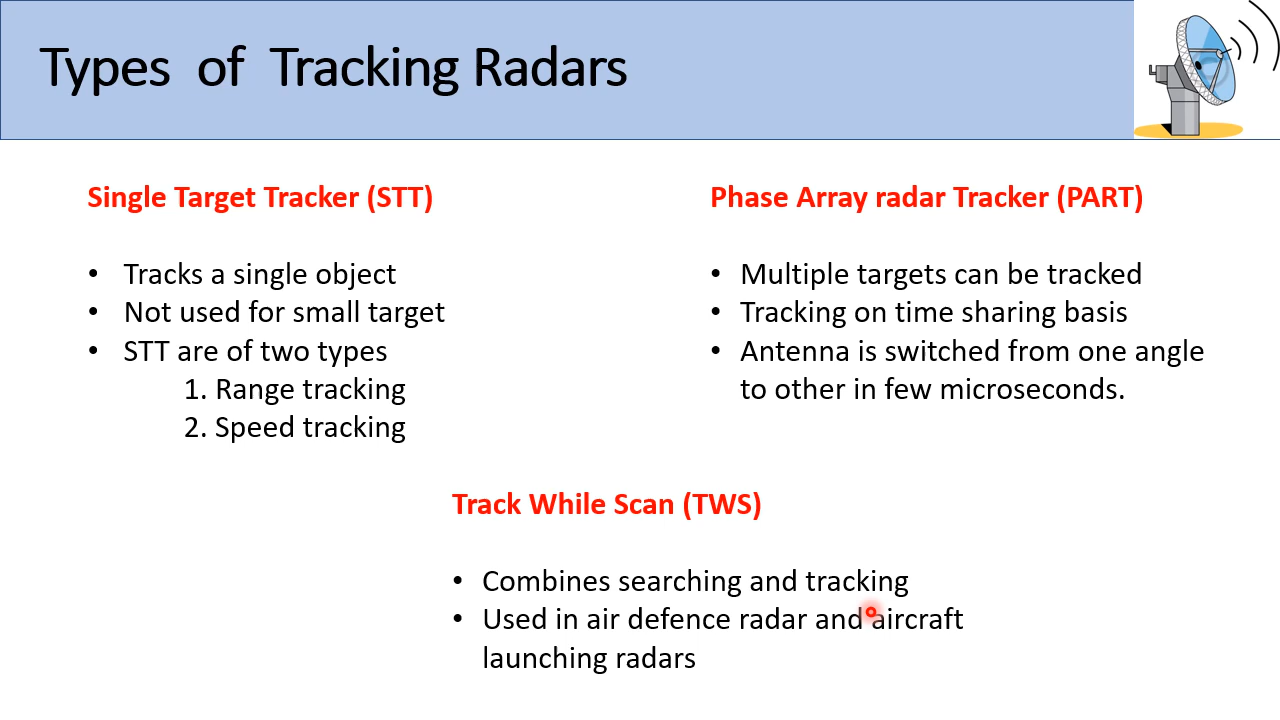 Types of Tracking Radars
Single Target Tracker (STT)
• Tracks a single object
• Not used for small target
• STT are of two types
1. Range tracking
2. Speed tracking
Phase Array radar Tracker (PART)
• Multiple targets can be tracked
• Tracking on time sharing basis
• Antenna is switched from one angle
to other in few microseconds.
Track While Scan (TWS)
• Combines searching and tracking
• Used in air defence radar and aircraft
launching radars